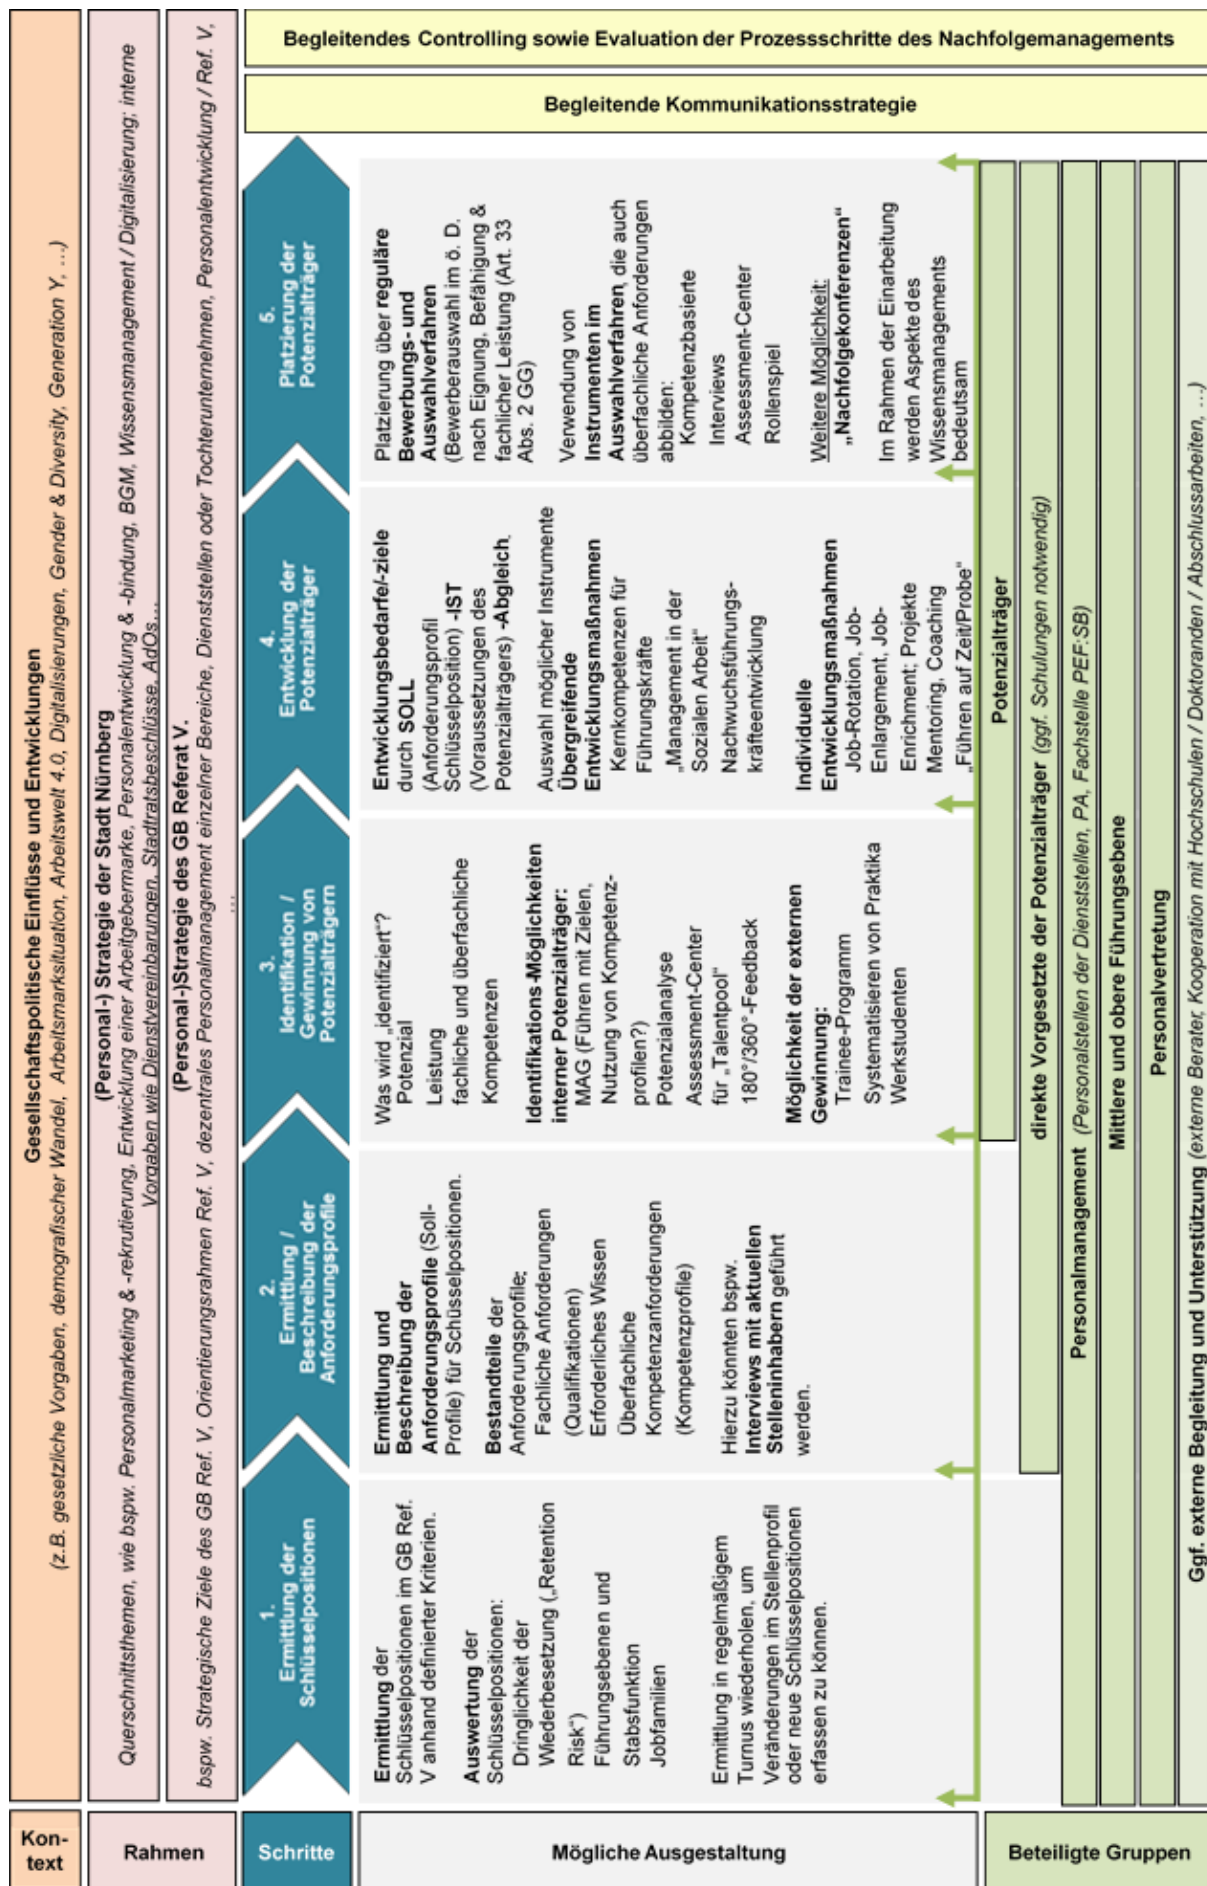 Kon-
text
Gesellschaftspolitische Einflüsse und Entwicklungen
(z.B. gesetzliche Vorgaben, demografischer Wandel, Arbeitsmarksituation, Arbeitswelt 4.0, Digitalisierungen, Gender & Diversity, Generation Y, …)
Rahmen
(Personal-) Strategie der Stadt Nürnberg
Querschnittsthemen, wie bspw. Personalmarketing & -rekrutierung, Entwicklung einer Arbeitgebermarke, Personalentwicklung & -bindung, BGM, Wissensmanagement / Digitalisierung; interne
Vorgaben wie Dienstvereinbarungen, Stadtratsbeschlüsse, AdOs…
(Personal-)Strategie des GB Referat V.
bspw. Strategische Ziele des GB Ref. V, Orientierungsrahmen Ref. V, dezentrales Personalmanagement einzelner Bereiche, Dienststellen oder Tochterunternehmen, Personalentwicklung / Ref. V,
…
Schritte
1.
Ermittlung der
Schlüsselpositionen
2.
Ermittlung /
Beschreibung der
Anforderungsprofile
3.
Identifikation /
Gewinnung von
Potenzialträgern
4.
Entwicklung der
Potenzialträger
5.
Platzierung der
Potenzialträger
Mögliche Ausgestaltung
Ermittlung der
Schlüsselpositionen im GB Ref.
V anhand definierter Kriterien.
Auswertung der
Schlüsselpositionen:
Dringlichkeit der
Wiederbesetzung („Retention
Risk“)
Führungsebenen und
Stabsfunktion
Jobfamilien
Ermittlung in regelmäßigem
Turnus wiederholen, um
Veränderungen im Stellenprofil
oder neue Schlüsselpositionen
erfassen zu können.
Ermittlung und
Beschreibung der
Anforderungsprofile (Soll-
Profile) für Schüsselpositionen.
Bestandteile der
Anforderungsprofile:
Fachliche Anforderungen
(Qualifikationen)
Erforderliches Wissen
Überfachliche
Kompetenzanforderungen
(Kompetenzprofile)
Hierzu könnten bspw.
Interviews mit aktuellen
Stelleninhabern geführt
werden.
Was wird „identifiziert“?
Potenzial
Leistung
fachliche und überfachliche
Kompetenzen
Identifikations-Möglichkeiten
interner Potenzialträger:
MAG (Führen mit Zielen,
Nutzung von Kompetenz-
profilen?)
Potenzialanalyse
Assessment-Center
für „Talentpool“
180°/360°-Feedback
Möglichkeit der externen
Gewinnung:
Trainee-Programm
Systematisieren von Praktika
Werkstudenten
Entwicklungsbedarfe/-ziele
durch SOLL
(Anforderungsprofil
Schlüsselposition) -IST
(Voraussetzungen des
Potenzialträgers) -Abgleich.
Auswahl möglicher Instrumente
Übergreifende
Entwicklungsmaßnahmen
Kernkompetenzen für
Führungskräfte
„Management in der
Sozialen Arbeit“
Nachwuchsführungs-
kräfteentwicklung
Individuelle
Entwicklungsmaßnahmen
Job-Rotation, Job-
Enlargement, Job-
Enrichment; Projekte
Mentoring, Coaching
„Führen auf Zeit/Probe“
Platzierung über reguläre
Bewerbungs- und
Auswahlverfahren
(Bewerberauswahl im ö. D.
nach Eignung, Befähigung &
fachlicher Leistung (Art. 33
Abs. 2 GG)
Verwendung von
Instrumenten im
Auswahlverfahren, die auch
überfachliche Anforderungen
abbilden:
Kompetenzbasierte
Interviews
Assessment-Center
Rollenspiel
Weitere Möglichkeit:
„Nachfolgekonferenzen“
Im Rahmen der Einarbeitung
werden Aspekte des
Wissensmanagements
bedeutsam
Beteiligte Gruppen
Potenzialträger
direkte Vorgesetzte der Potenzialträger (ggf. Schulungen notwendig)
Personalmanagement (Personalstellen der Dienststellen, PA, Fachstelle PEF:SB)
Mittlere und obere Führungsebene
Personalvertretung
Ggf. externe Begleitung und Unterstützung (externe Berater, Kooperation mit Hochschulen / Doktoranden / Abschlussarbeiten, …)
Begleitende Kommunikationsstrategie
Begleitendes Controlling sowie Evaluation der Prozessschritte des Nachfolgemanagements